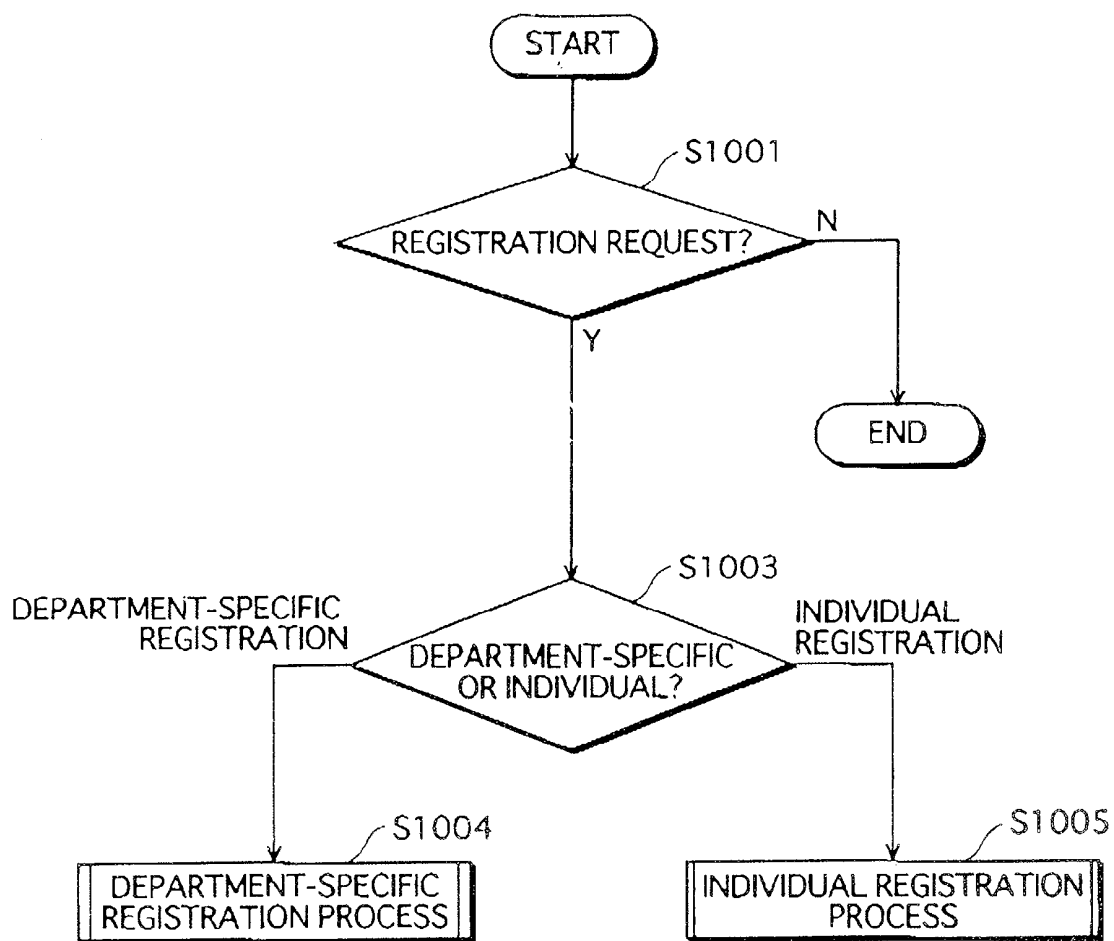 START
S1001
REGISTRATION REQUEST?
N
Y
END
S1003
DEPARTMENT-SPECIFIC
REGISTRATION
INDIVIDUAL
REGISTRATION
DEPARTMENT-SPECIFIC
OR INDIVIDUAL?
S1004
S1005
DEPARTMENT-SPECIFIC
REGISTRATION PROCESS
INDIVIDUAL REGISTRATION
PROCESS